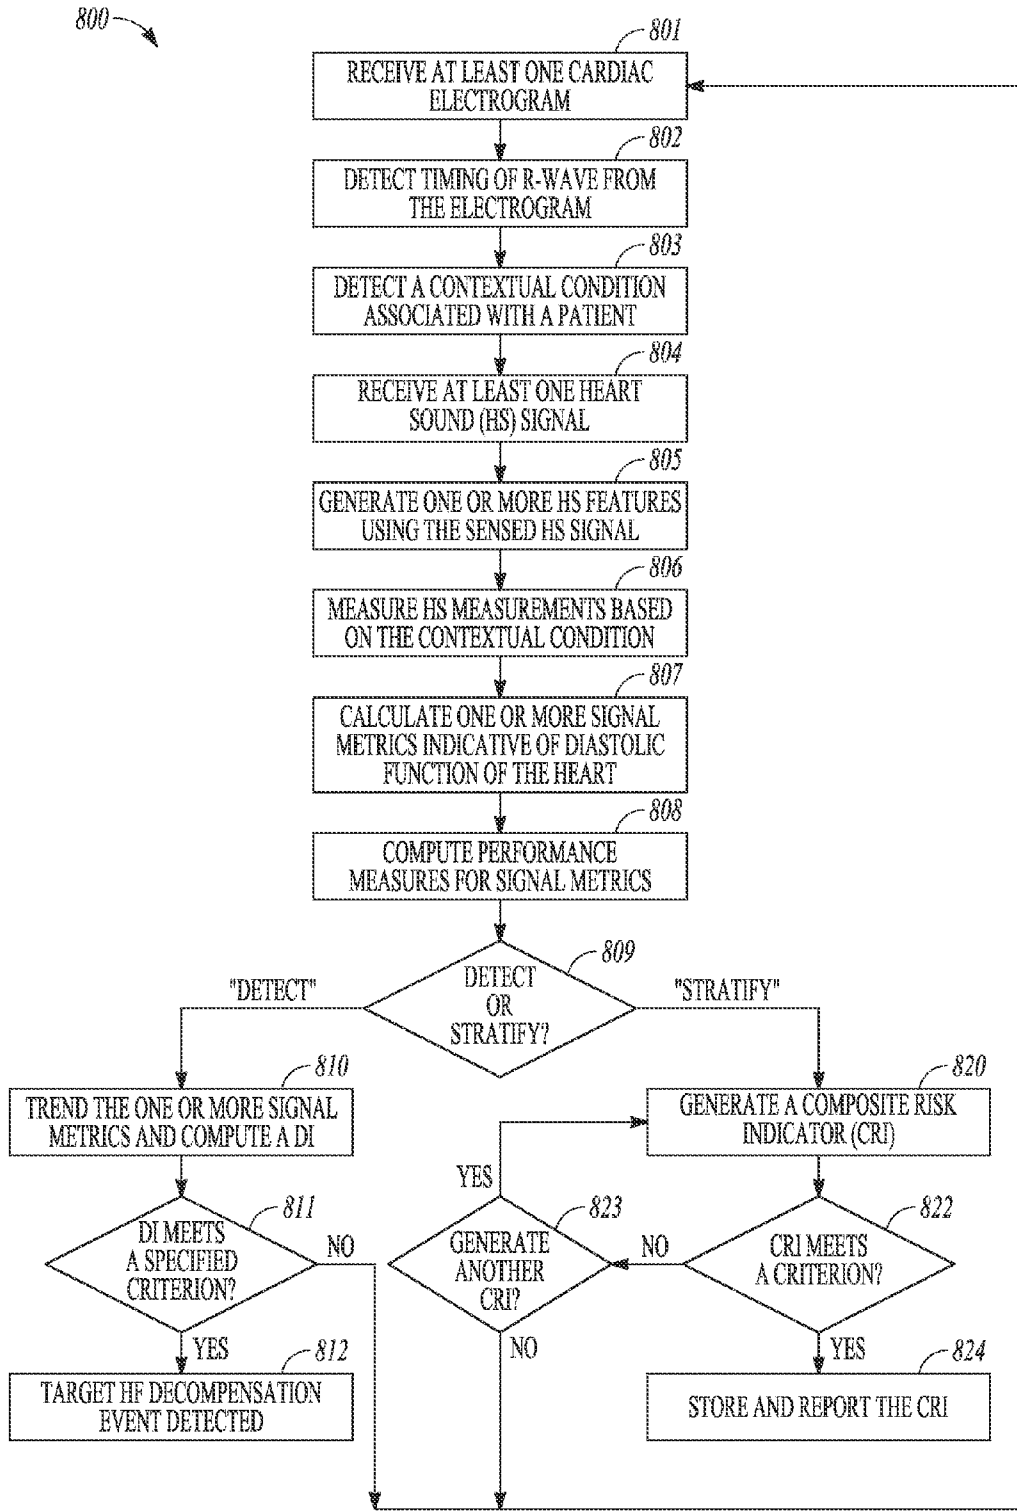 800
801
RECEIVE AT LEAST ONE CARDIAC
ELECTROGRAM
802
DETECT TIMING OF R-WAVE FROM
THE ELECTROGRAM
803
DETECT A CONTEXTUAL CONDITION
ASSOCIATED WITH A PATIENT
804
RECEIVE AT LEAST ONE HEART
SOUND (HS) SIGNAL
805
GENERATE ONE OR MORE HS FEATURES
USING THE SENSED HS SIGNAL
806
MEASURE HS MEASUREMENTS BASED
ON THE CONTEXTUAL CONDITION
807
CALCULATE ONE OR MORE SIGNAL
METRICS INDICATIVE OF DIASTOLIC
FUNCTION OF THE HEART
808
COMPUTE PERFORMANCE
MEASURES FOR SIGNAL METRICS
809
DETECT
OR
STRATIFY?
"DETECT"
"STRATIFY"
810
TREND THE ONE OR MORE SIGNAL
METRICS AND COMPUTE A DI
811
DI MEETS
A SPECIFIED
CRITERION?
NO
YES
812
TARGET HF DECOMPENSATION
EVENT DETECTED
820
GENERATE A COMPOSITE RISK
INDICATOR (CRI)
822
CRI MEETS
A CRITERION?
NO
YES
823
GENERATE
ANOTHER
CRI?
YES
NO
824
STORE AND REPORT THE CRI